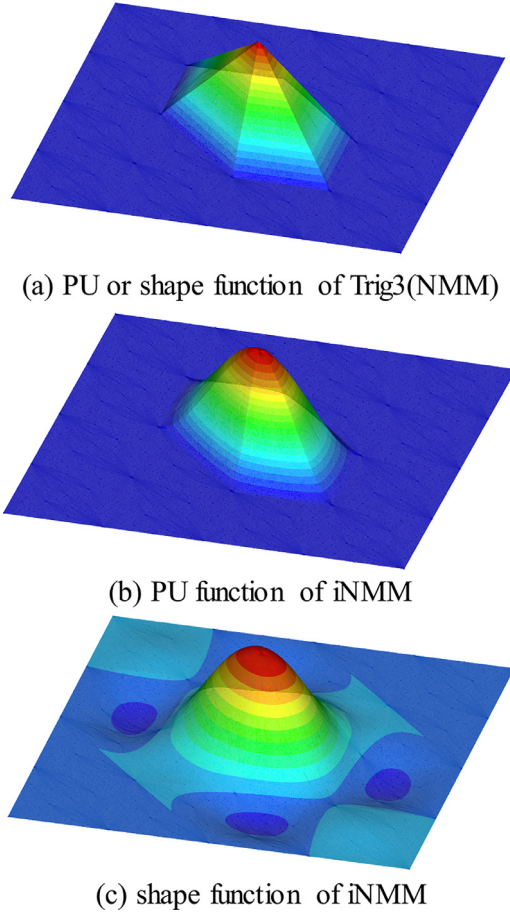 (a) PU or shape function of Trig3(NMM)
(b) PU function of iNMM
(c) shape function of iNMM